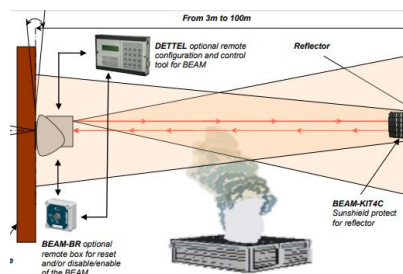 From 3m to 100m
DETTEL optional remote
configuration and control
tool for BEAM
Reflector
BEAM-KIT4C
Sunshield protect
for reflector
BEAM-BR optional
remote box for reset
and/or disable/enable
of the BEAM